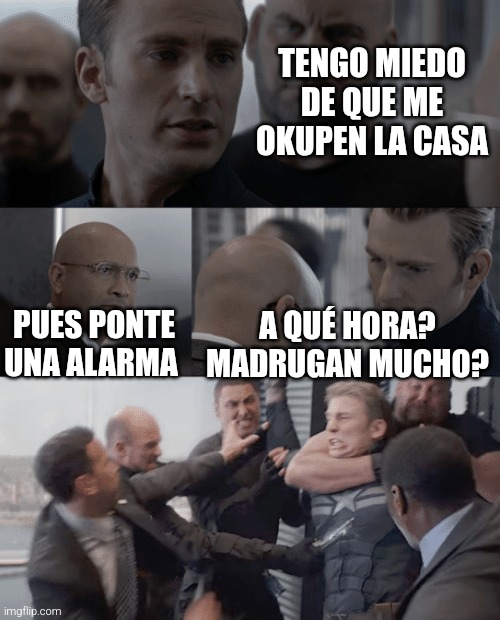 TENGO MIEDO
DE QUE ME
OKUPEN LA CASA
PUES PONTE
UNA ALARMA
A QUÉ HORA?
MADRUGAN MUCHO?
imgflip.com